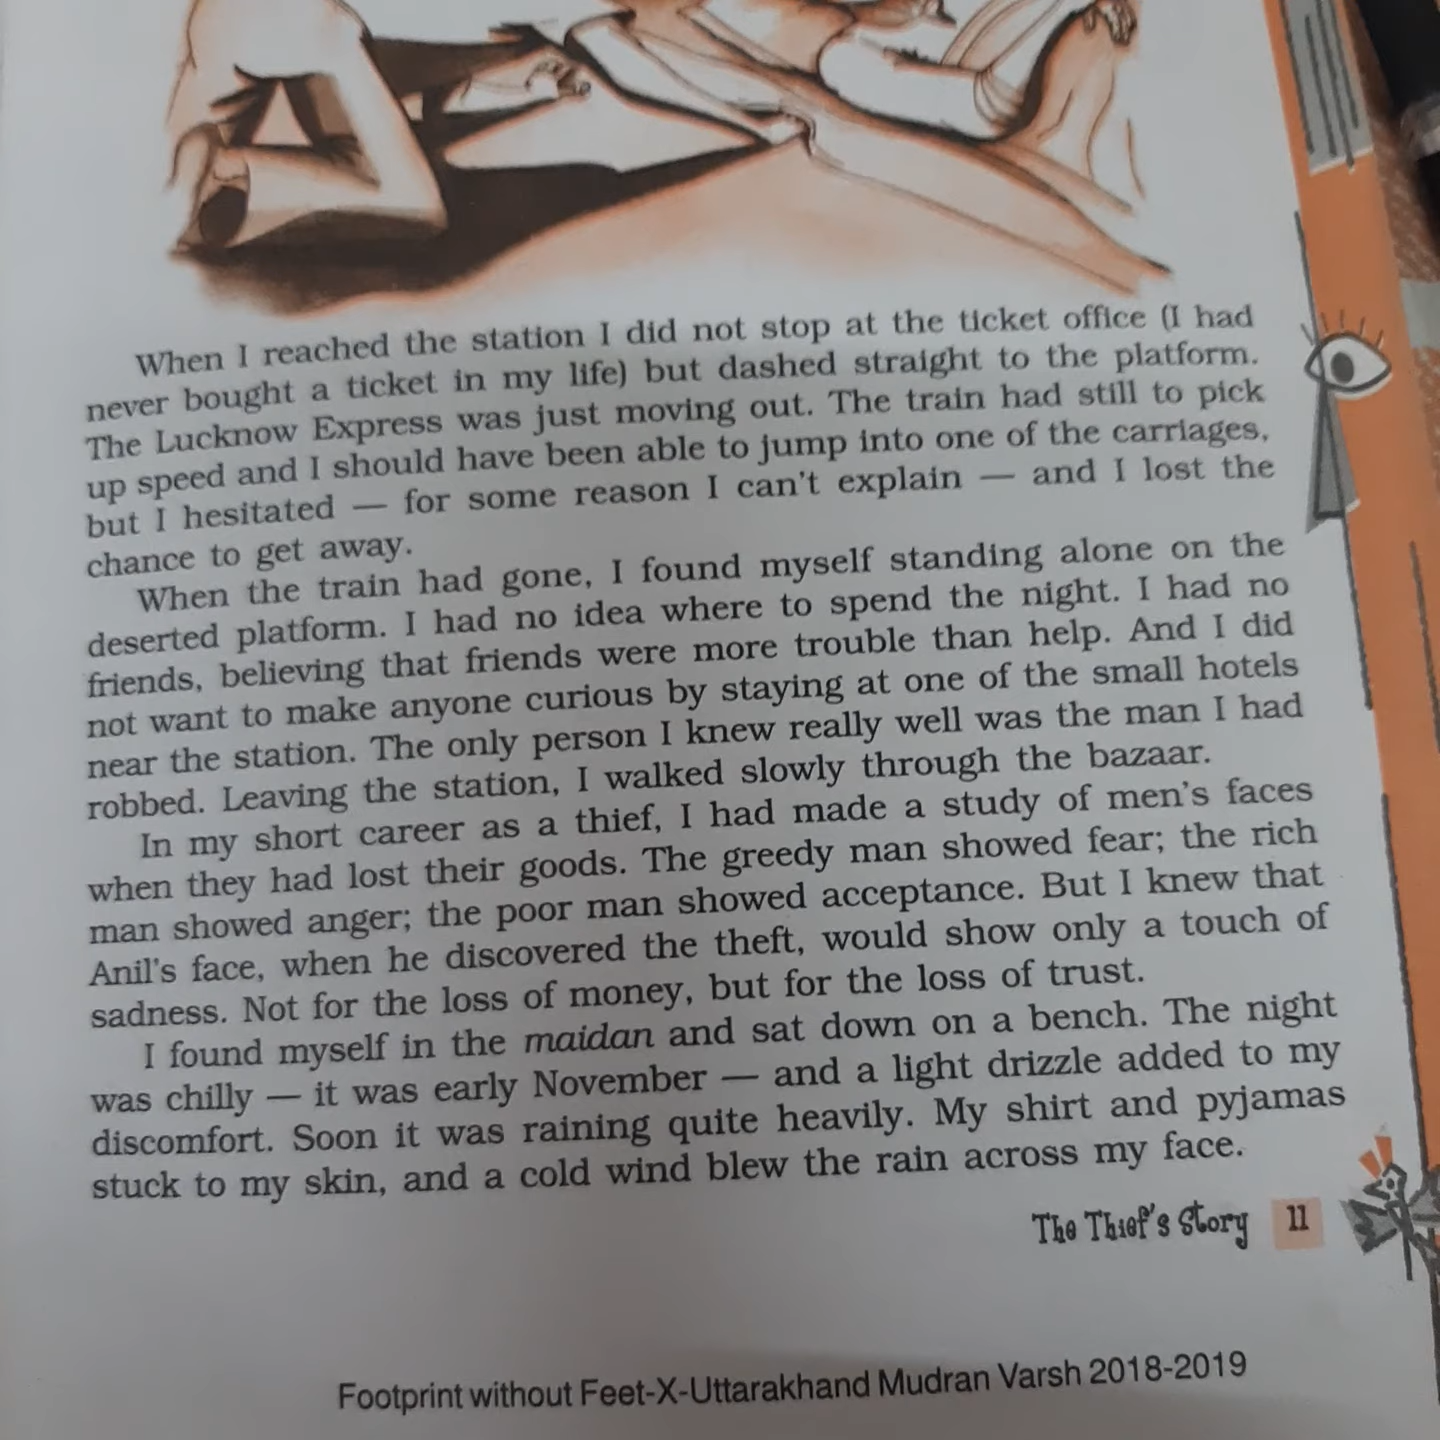 When I reached the station I did not stop at the ticket office (I had
never bought a ticket in my life) but dashed straight to the platform.
The Lucknow Express was just moving out. The train had still to pick
up speed and I should have been able to jump into one of the carriages,
but I hesitated — for some reason I can't explain — and I lost the
chance to get away.
When the train had gone, I found myself standing alone on the
deserted platform. I had no idea where to spend the night. I had no
friends, believing that friends were more trouble than help. And I did
not want to make anyone curious by staying at one of the small hotels
near the station. The only person I knew really well was the man I had
robbed. Leaving the station, I walked slowly through the bazaar.
In my short career as a thief, I had made a study of men's faces
when they had lost their goods. The greedy man showed fear; the rich
man showed anger; the poor man showed acceptance. But I knew that
Anil's face, when he discovered the theft, would show only a touch of
sadness. Not for the loss of money, but for the loss of trust.
I found myself in the maidan and sat down on a bench. The night
was chilly — it was early November — and a light drizzle added to my
discomfort. Soon it was raining quite heavily. My shirt and pyjamas
stuck to my skin, and a cold wind blew the rain across my face.
The Thief's Story 11
Footprint without Feet-X-Uttarakhand Mudran Varsh 2018-2019